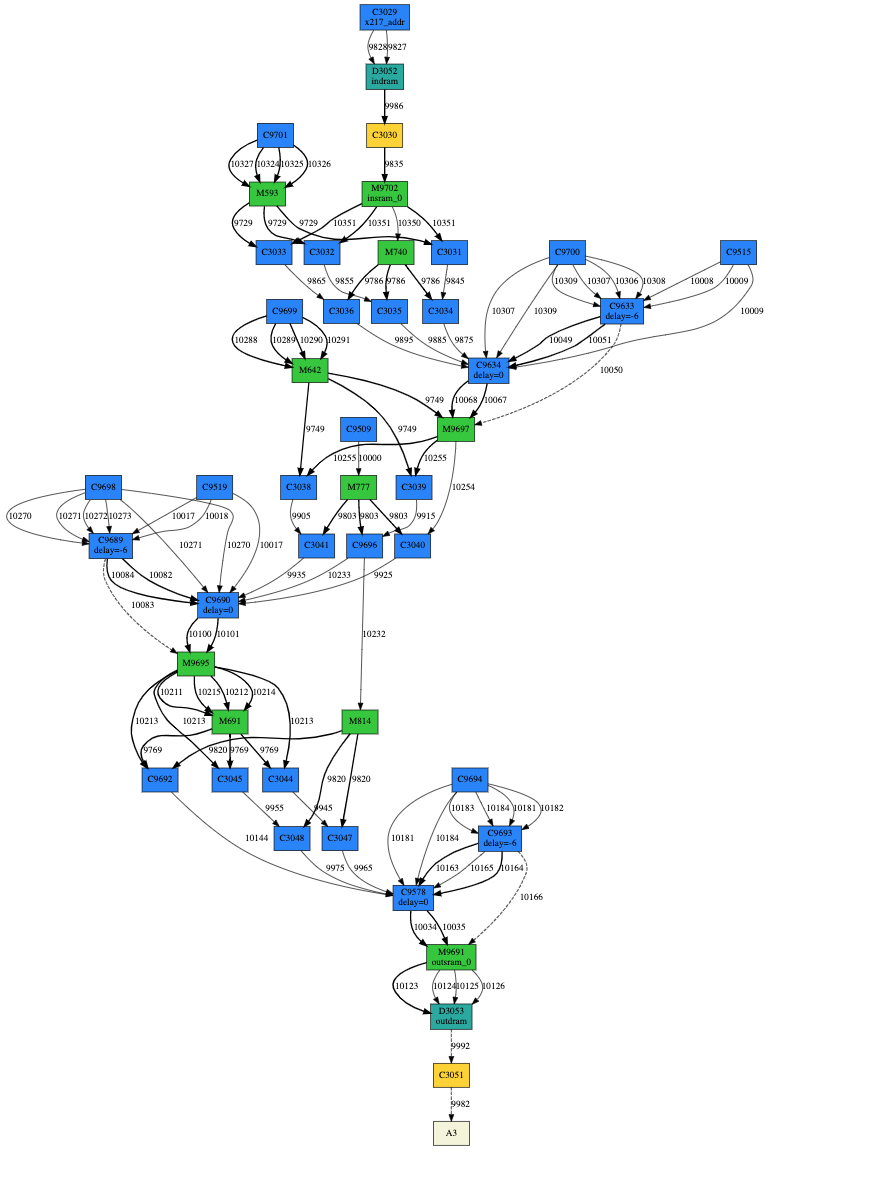 C3029
x217_addr
9828
9827
D3052
indram
9986
C9701
C3030
10327
10324
10325
10326
9835
M593
M9702
insram_0
9729
9729
9729
10351
10351
10350
10351
C3033
C3032
M740
C3031
C9700
C9515
9865
9855
9786
9786
9786
9845
10309
10307
10306
10308
10008
10009
C9699
C3036
C3035
C3034
10307
10309
C9633
delay=-6
10009
10288
10289
10290
10291
9895
9885
9875
10049
10051
M642
C9634
delay=0
10050
9749
10068
10067
9749
C9509
9749
M9697
10255
10000
10255
10254
C9698
C9519
C3038
M777
C3039
10270
10271
10272
10273
10017
10018
9905
9803
9803
9803
9915
C9689
delay=-6
10271
10270
10017
C3041
C9696
C3040
10084
10082
9935
10233
9925
10083
C9690
delay=0
10100
10101
10232
M9695
10211
10215
10212
10214
10213
10213
10213
M691
M814
9769
9820
9769
9769
9820
9820
C9692
C3045
C3044
C9694
9955
9945
10183
10184
10181
10182
10144
C3048
C3047
10181
10184
C9693
delay=-6
9975
9965
10163
10165
10164
C9578
delay=0
10166
10034
10035
M9691
outsram_0
10123
10124
10125
10126
D3053
outdram
9992
C3051
9982
A3